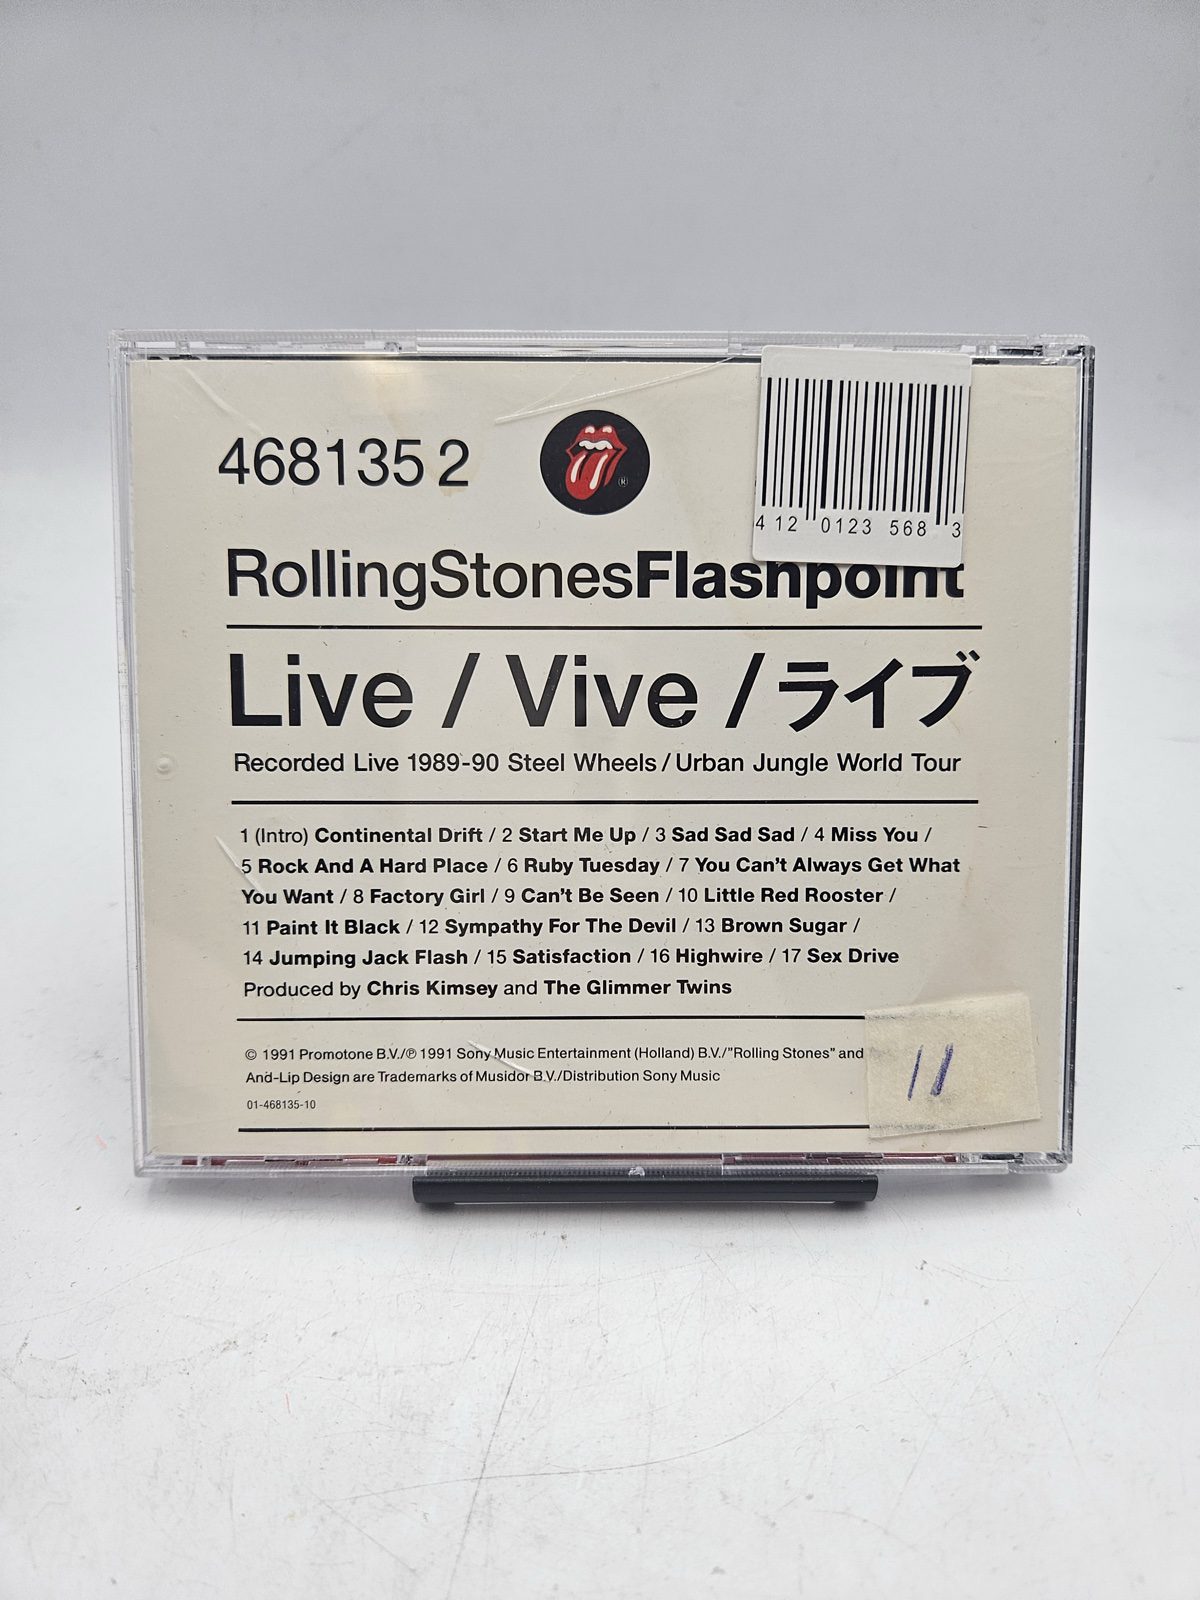 468135 2
®
4 12 0123 568 3
RollingStonesFlashpoint
Live / Vive / ライブ
Recorded Live 1989-90 Steel Wheels / Urban Jungle World Tour
1 (Intro) Continental Drift / 2 Start Me Up / 3 Sad Sad Sad / 4 Miss You /
5 Rock And A Hard Place / 6 Ruby Tuesday / 7 You Can't Always Get What
You Want / 8 Factory Girl / 9 Can't Be Seen / 10 Little Red Rooster /
11 Paint It Black / 12 Sympathy For The Devil / 13 Brown Sugar /
14 Jumping Jack Flash / 15 Satisfaction / 16 Highwire / 17 Sex Drive
Produced by Chris Kimsey and The Glimmer Twins
© 1991 Promotone B.V./℗ 1991 Sony Music Entertainment (Holland) B.V./"Rolling Stones" and
And-Lip Design are Trademarks of Musidor B.V./Distribution Sony Music
01-468135-10
11